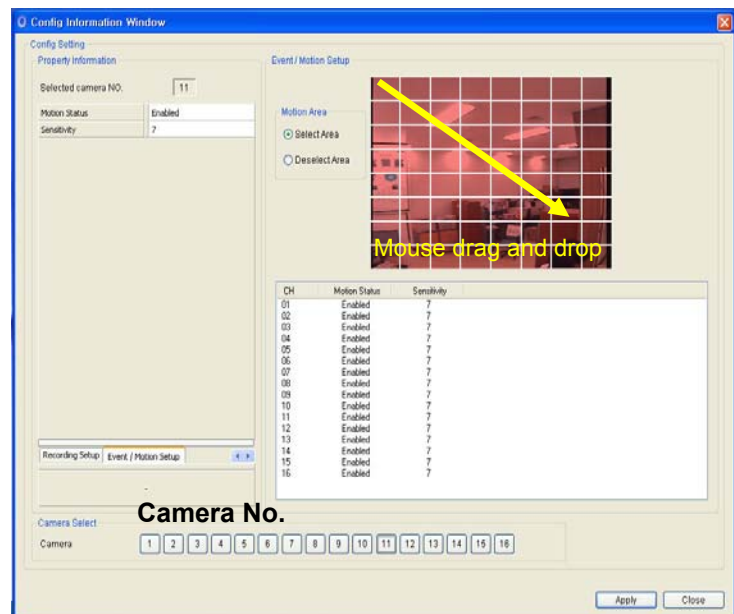 Config Information Window
Config Setting
Property Information
Selected camera NO. 11
Motion Status Enabled
Sensitivity 7
Recording Setup Event / Motion Setup
-
Event / Motion Setup
Motion Area
Select Area
Deselect Area
Mouse drag and drop
CH Motion Status Sensitivity
01 Enabled 7
02 Enabled 7
03 Enabled 7
04 Enabled 7
05 Enabled 7
06 Enabled 7
07 Enabled 7
08 Enabled 7
09 Enabled 7
10 Enabled 7
11 Enabled 7
12 Enabled 7
13 Enabled 7
14 Enabled 7
15 Enabled 7
16 Enabled 7
Camera No.
Camera Select
Camera 1 2 3 4 5 6 7 8 9 10 11 12 13 14 15 16
Apply Close